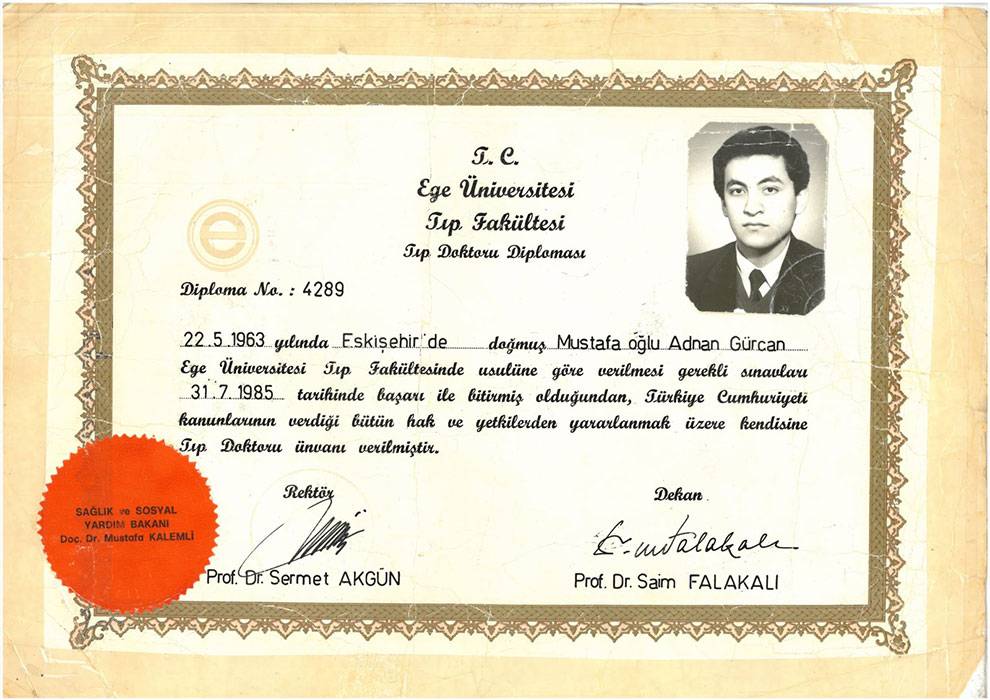 T. C.
Ege Üniversitesi
Tıp Fakültesi
Tıp Doktoru Diploması
e
Diploma No. : 4289
22.5.1963 yılında Eskişehir'de doğmuş Mustafa oğlu Adnan Gürcan
Ege Üniversitesi Tıp Fakültesinde usulüne göre verilmesi gerekli sınavları
31.7.1985 tarihinde başarı ile bitirmiş olduğundan, Türkiye Cumhuriyeti
kanunlarının verdiği bütün hak ve yetkilerden yararlanmak üzere kendisine
Tıp Doktoru ünvanı verilmiştir.
SAĞLIK ve SOSYAL
YARDIM BAKANI
Doç. Dr. Mustafa KALEMLİ
Rektör
Prof. Dr. Sermet AKGÜN
Dekan
Prof. Dr. Saim FALAKALI